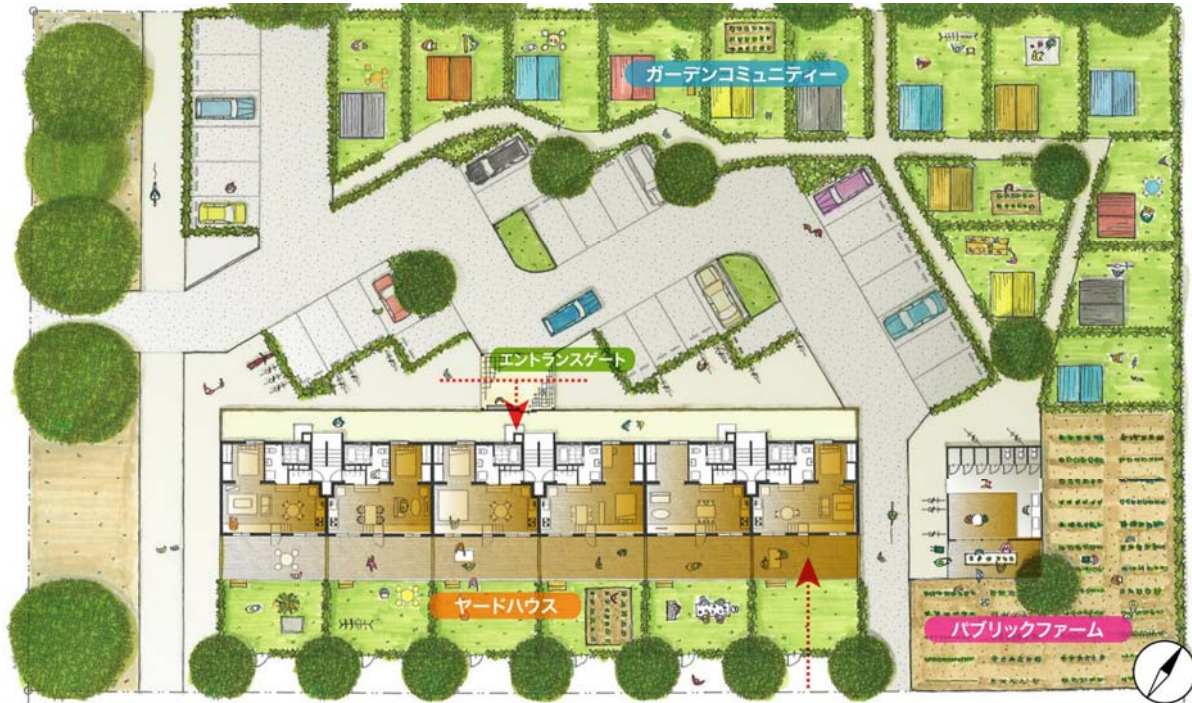 ガーデンコミュニティー
エントランスゲート
ヤードハウス
パブリックファーム